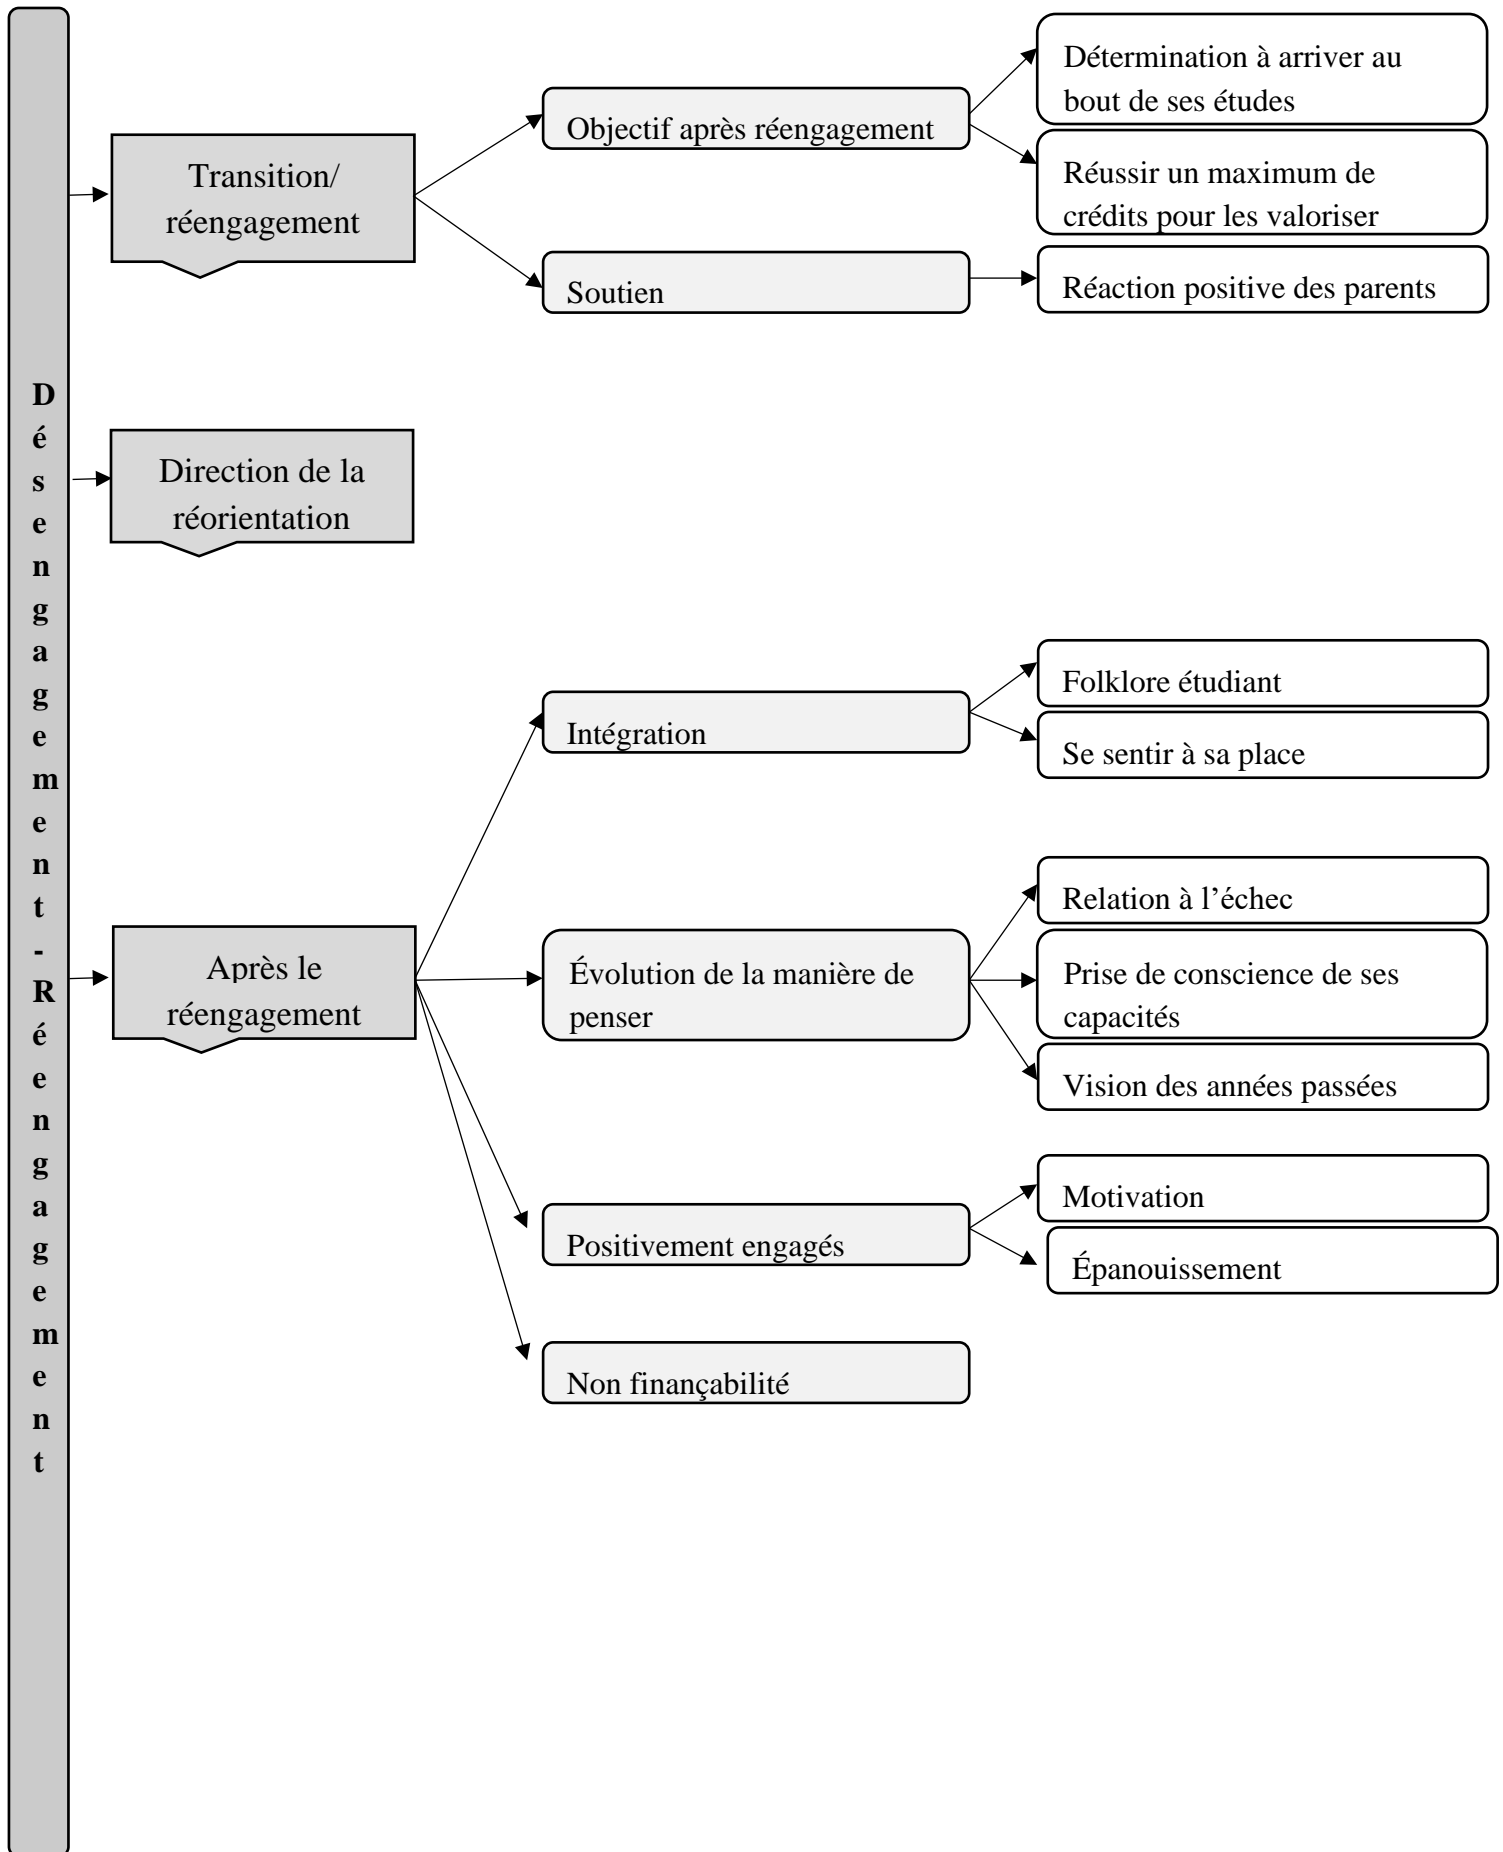 Désengagement-Réengagement
Transition/
réengagement
Objectif après réengagement
Détermination à arriver au
bout de ses études
Réussir un maximum de
crédits pour les valoriser
Soutien
Réaction positive des parents
Direction de la
réorientation
Après le
réengagement
Intégration
Folklore étudiant
Se sentir à sa place
Évolution de la manière de
penser
Relation à l’échec
Prise de conscience de ses
capacités
Vision des années passées
Positivement engagés
Motivation
Épanouissement
Non finançabilité